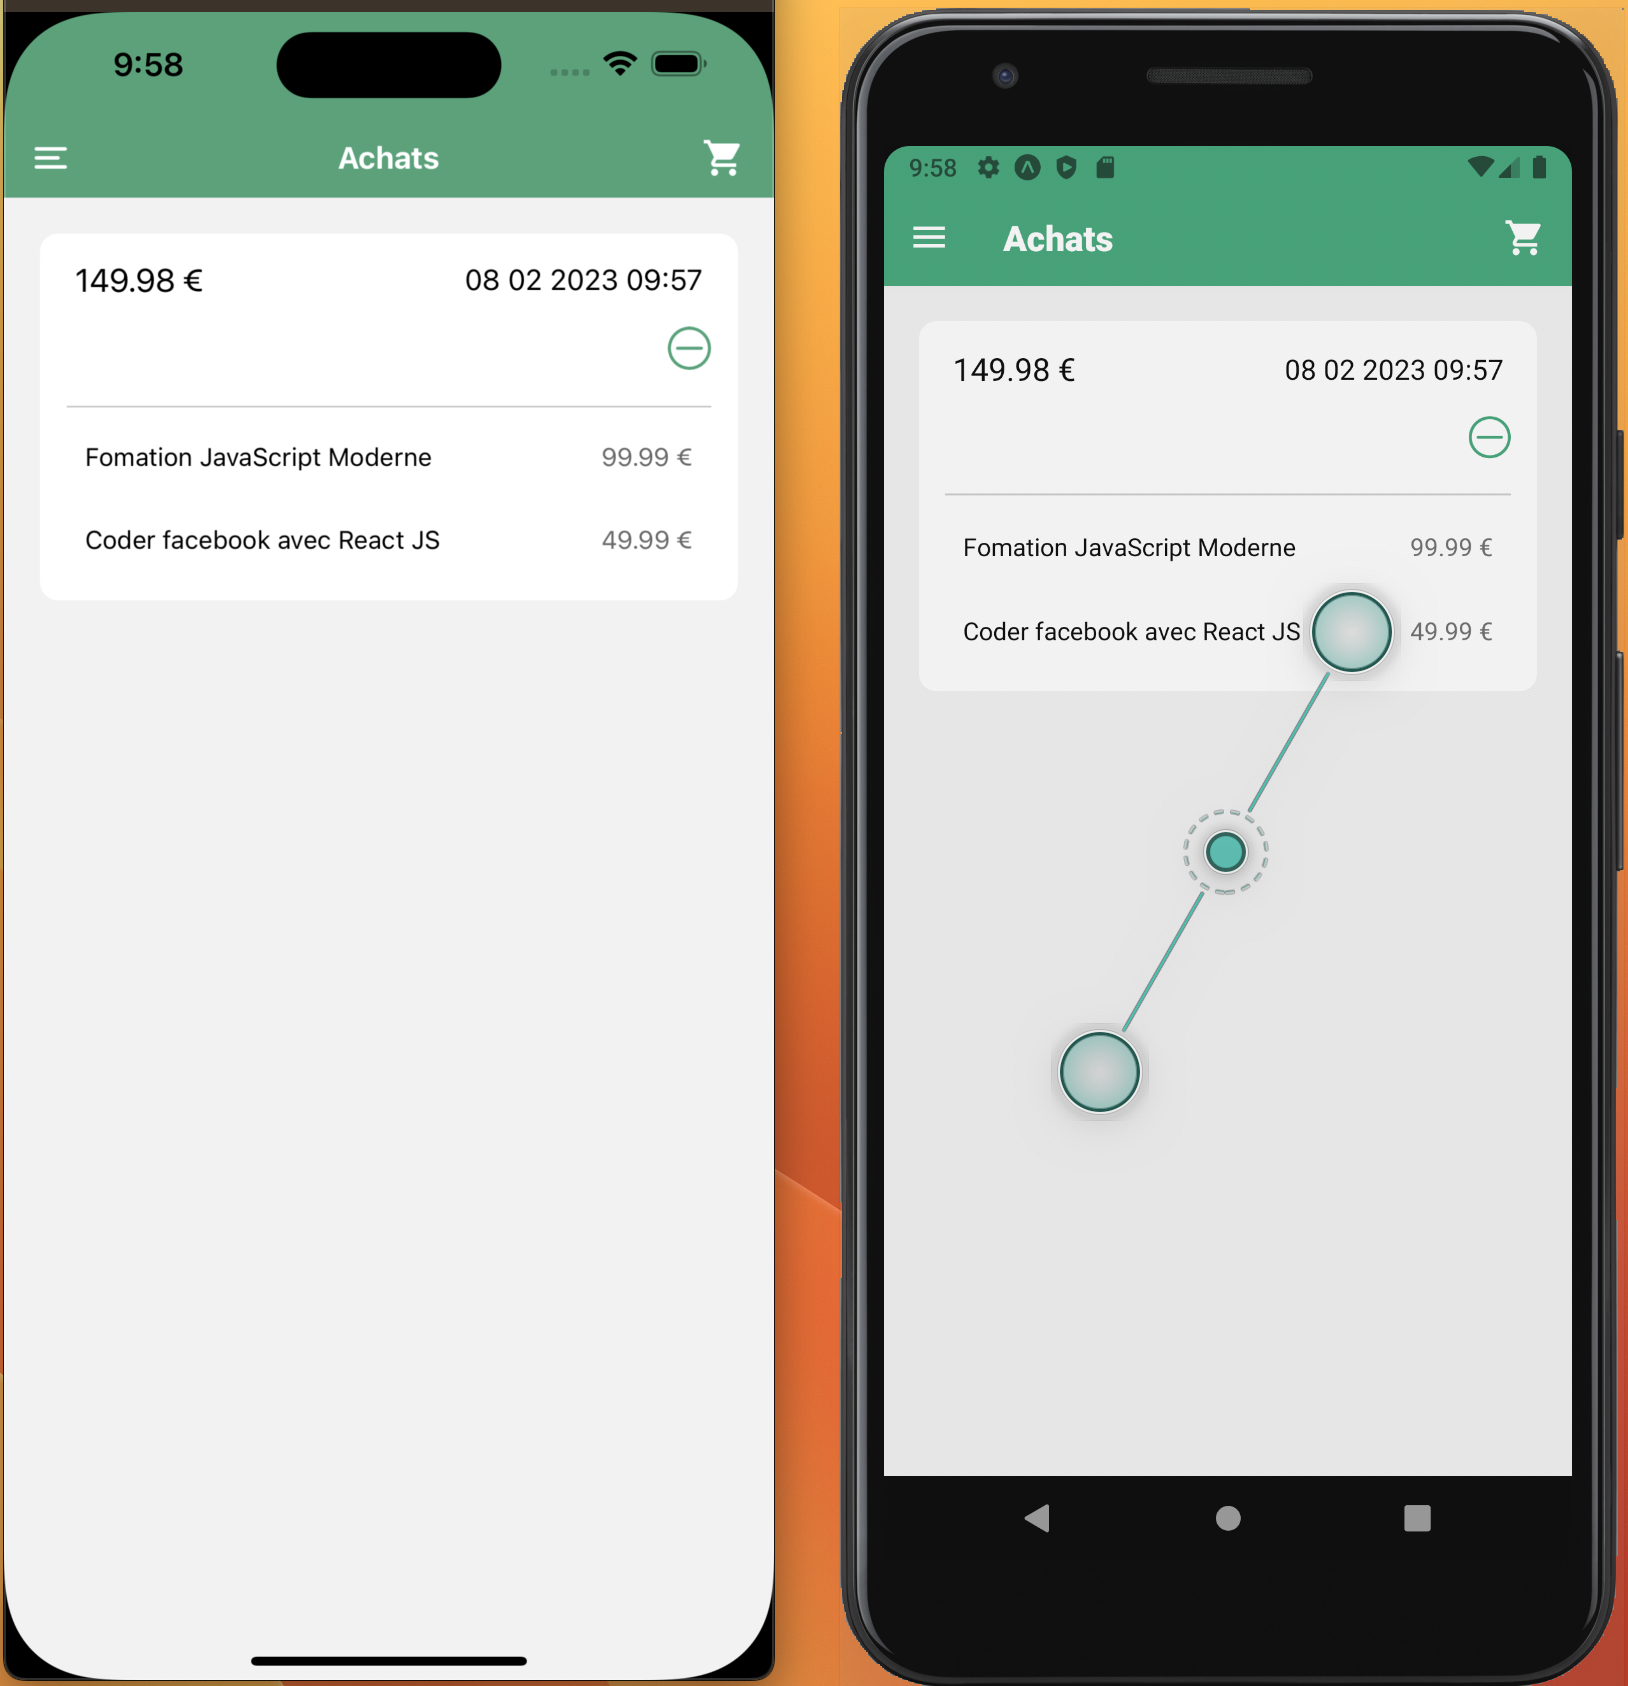 9:58
Achats
149.98 € 08 02 2023 09:57
Fomation JavaScript Moderne 99.99 €
Coder facebook avec React JS 49.99 €
9:58
Achats
149.98 € 08 02 2023 09:57
Fomation JavaScript Moderne 99.99 €
Coder facebook avec React JS 49.99 €